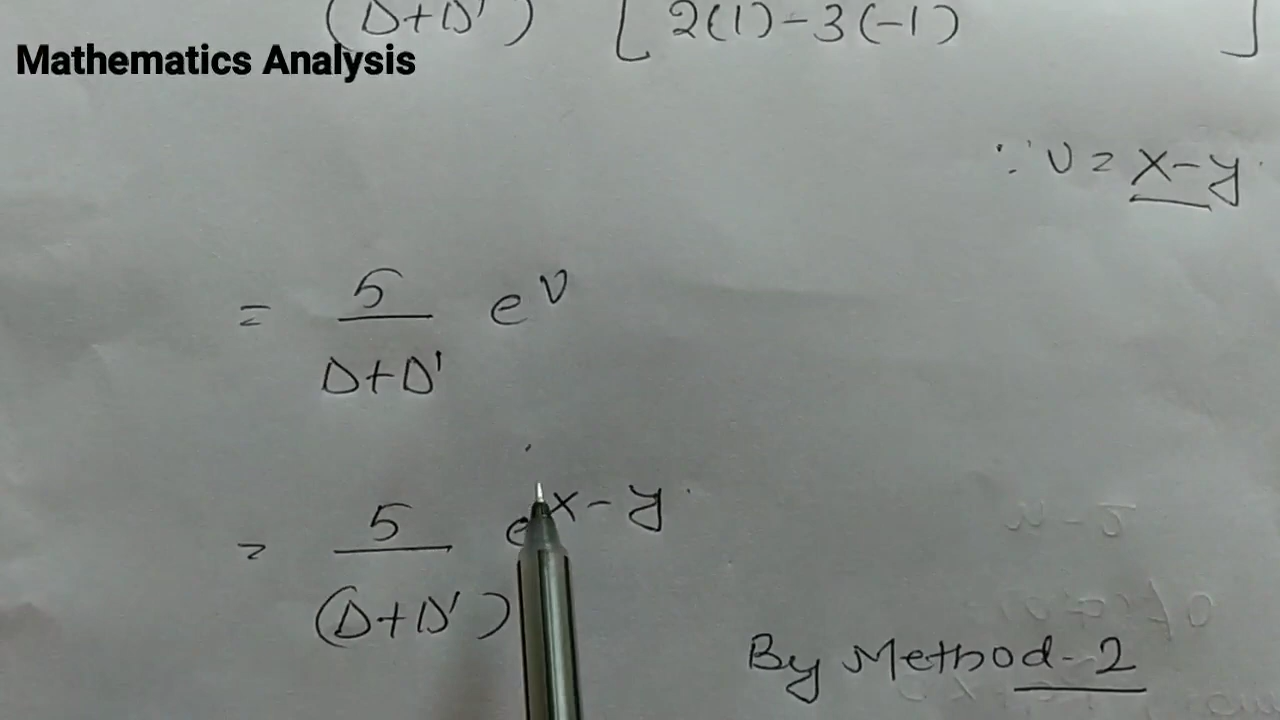 (D+D') [ 2(1)-3(-1) ]
Mathematics Analysis
∵ v = x-y
= 5/D+D' e^v
= 5/(D+D') e^x-y
By Method-2